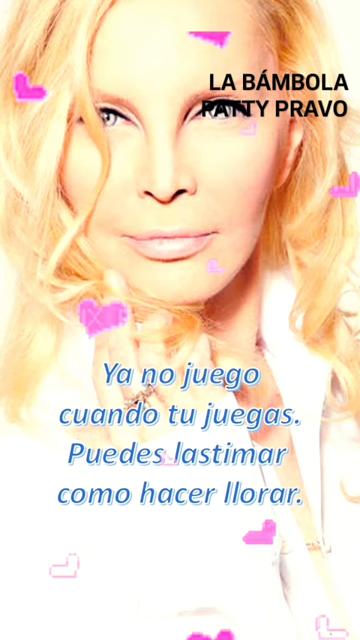 LA BÁMBOLA
PATTY PRAVO
Ya no juego
cuando tu juegas.
Puedes lastimar
como hacer llorar.